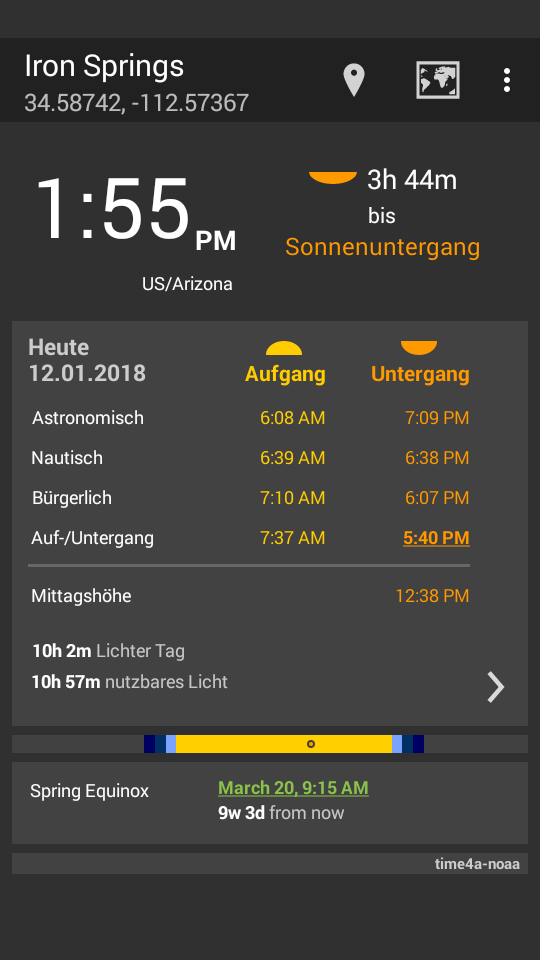 Iron Springs
34.58742, -112.57367
1:55 PM
US/Arizona
3h 44m
bis
Sonnenuntergang
Heute
12.01.2018
Aufgang Untergang
Astronomisch 6:08 AM 7:09 PM
Nautisch 6:39 AM 6:38 PM
Bürgerlich 7:10 AM 6:07 PM
Auf-/Untergang 7:37 AM 5:40 PM
Mittagshöhe 12:38 PM
10h 2m Lichter Tag
10h 57m nutzbares Licht
Spring Equinox March 20, 9:15 AM
9w 3d from now
time4a-noaa